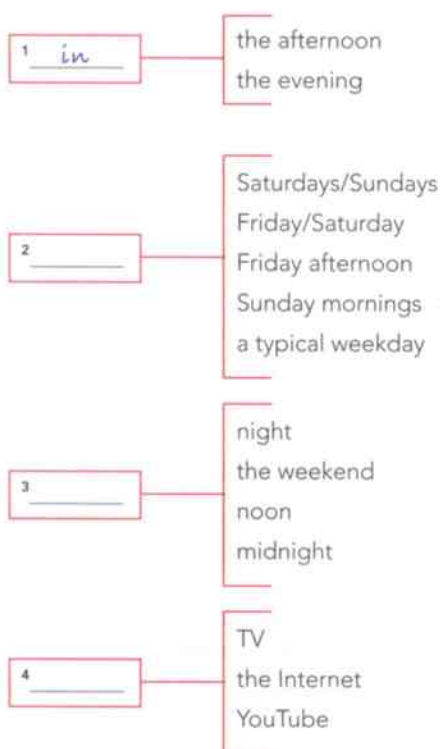 1 in
the afternoon
the evening
2
Saturdays/Sundays
Friday/Saturday
Friday afternoon
Sunday mornings
a typical weekday
3
night
the weekend
noon
midnight
4
TV
the Internet
YouTube